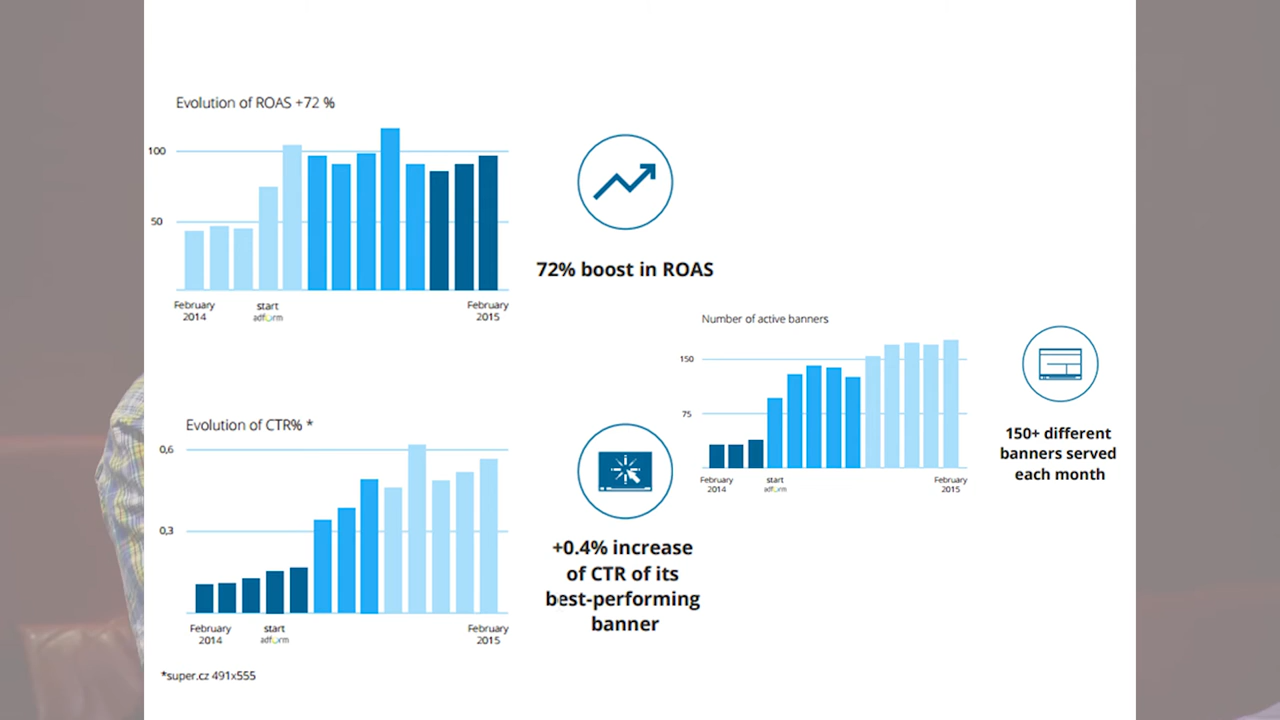 Evolution of ROAS +72 %
100
50
February
2014
start
adform
February
2015
72% boost in ROAS
Number of active banners
150
75
February
2014
start
adform
February
2015
150+ different
banners served
each month
Evolution of CTR% *
0,6
0,3
February
2014
start
adform
February
2015
+0.4% increase
of CTR of its
best-performing
banner
*super.cz 491x555